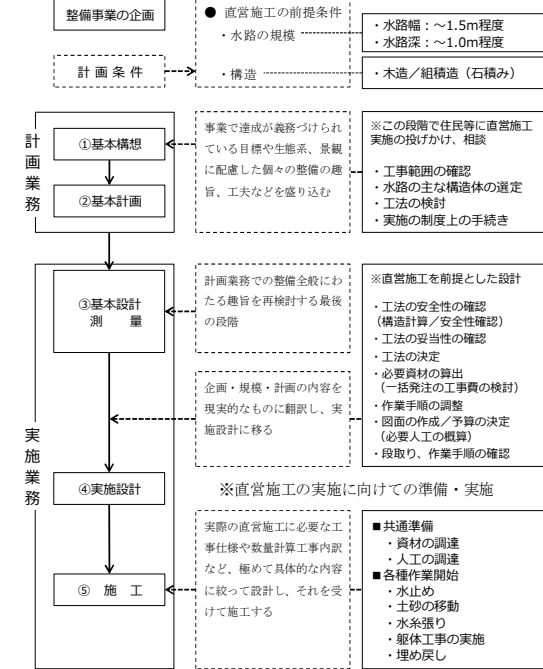 整備事業の企画
● 直営施工の前提条件
・水路の規模
・水路幅：～1.5m程度
・水路深：～1.0m程度
計画条件
・構造
・木造／組積造（石積み）
計画業務
①基本構想
②基本計画
事業で達成が義務づけられ
ている目標や生態系、景観
に配慮した個々の整備の趣
旨、工夫などを盛り込む
※この段階で住民等に直営施工
実施の投げかけ、相談
・工事範囲の確認
・水路の主な構造体の選定
・工法の検討
・実施の制度上の手続き
実施業務
③基本設計
測　量
計画業務での整備全般にわ
たる趣旨を再検討する最後
の段階
企画・規模・計画の内容を
現実的なものに翻訳し、実
施設計に移る
※直営施工を前提とした設計
・工法の安全性の確認
（構造計算／安全性確認）
・工法の妥当性の確認
・工法の決定
・必要資材の算出
（一括発注の工事費の検討）
・作業手順の調整
・図面の作成／予算の決定
（必要人工の概算）
・段取り、作業手順の確認
④実施設計
※直営施工の実施に向けての準備・実施
⑤　施　工
実際の直営施工に必要な工
事仕様や数量計算工事内訳
など、極めて具体的な内容
に絞って設計し、それを受
けて施工する
■共通準備
・資材の調達
・人工の調達
■各種作業開始
・水止め
・土砂の移動
・水糸張り
・躯体工事の実施
・埋め戻し